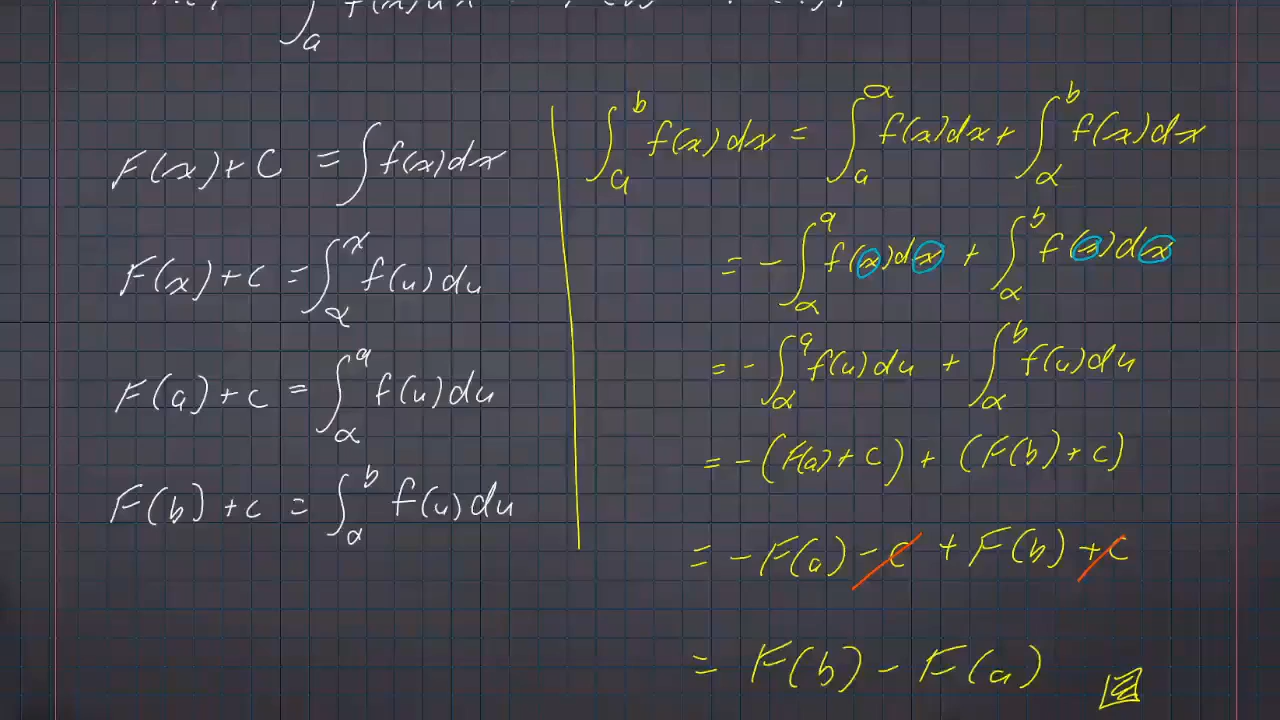 F(x)+C = ∫f(x)dx
F(x)+c = ∫_α^x f(u)du
F(a)+c = ∫_α^a f(u)du
F(b)+c = ∫_α^b f(u)du
∫_a^b f(x)dx = ∫_a^α f(x)dx + ∫_α^b f(x)dx
= -∫_α^a f(x)dx + ∫_α^b f(x)dx
= -∫_α^a f(u)du + ∫_α^b f(u)du
= -(F(a)+c) + (F(b)+c)
= -F(a)-c + F(b)+c
= F(b) - F(a)